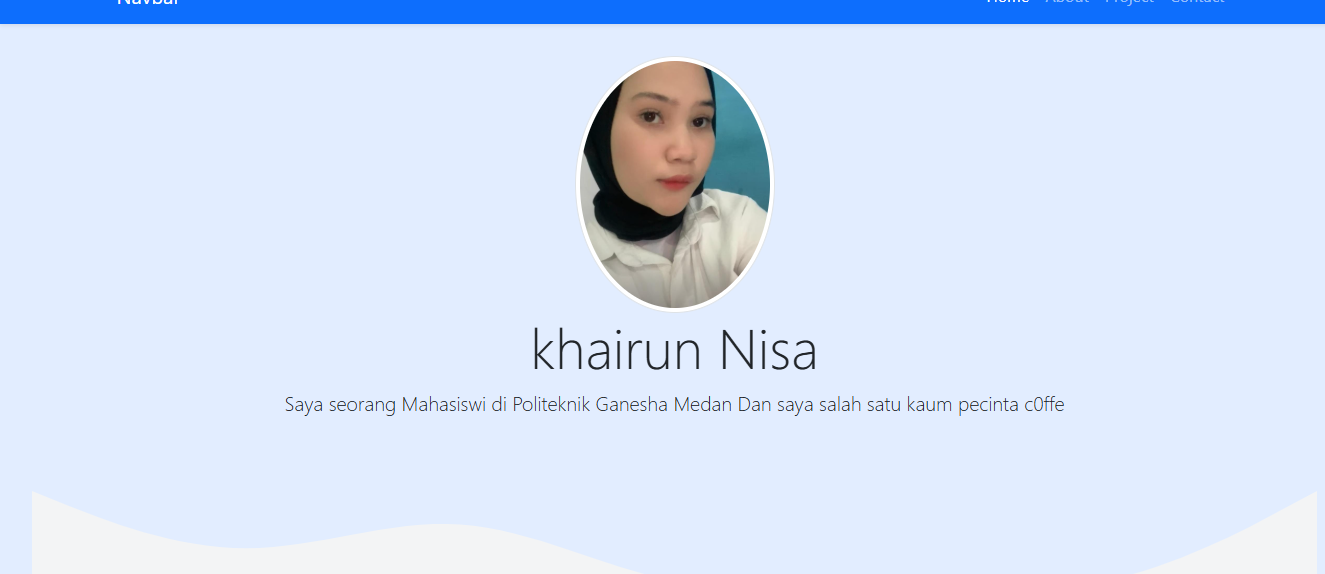 Navbar
Home About Project Contact
khairun Nisa
Saya seorang Mahasiswi di Politeknik Ganesha Medan Dan saya salah satu kaum pecinta c0ffe